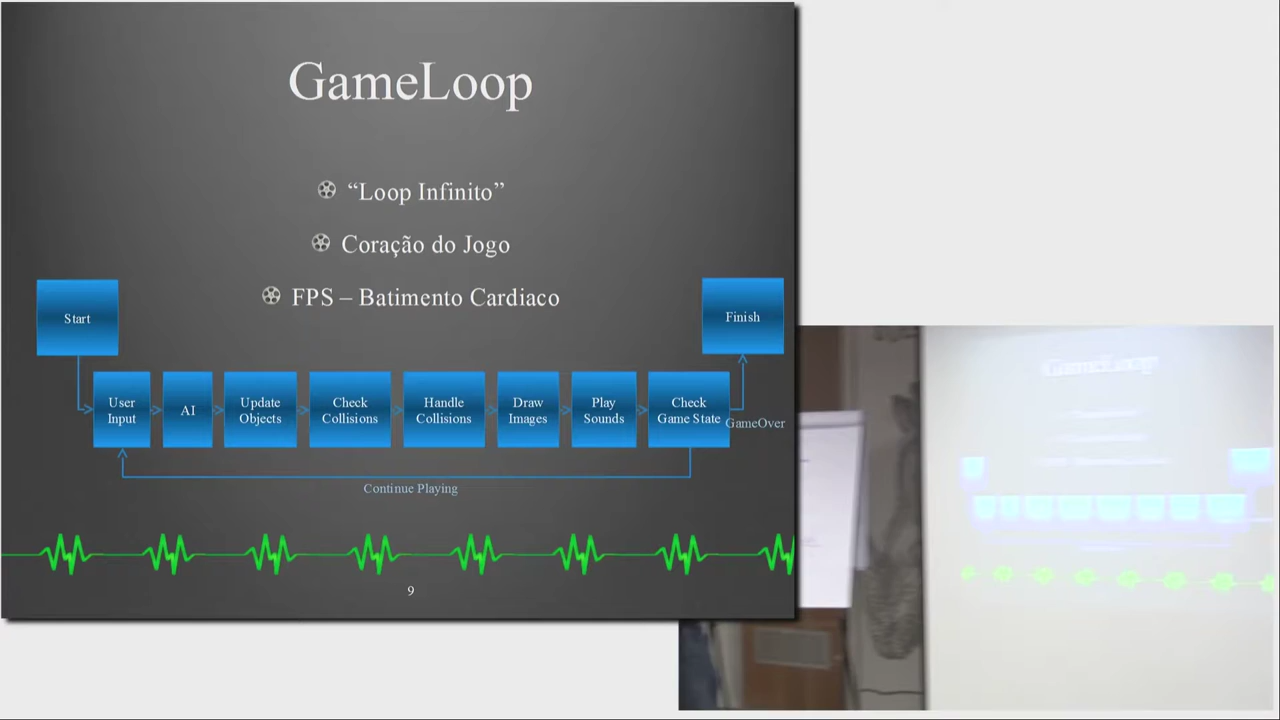 GameLoop
“Loop Infinito”
Coração do Jogo
FPS – Batimento Cardiaco
Start
Finish
User
Input
AI
Update
Objects
Check
Collisions
Handle
Collisions
Draw
Images
Play
Sounds
Check
Game State
GameOver
Continue Playing
9
GameLoop